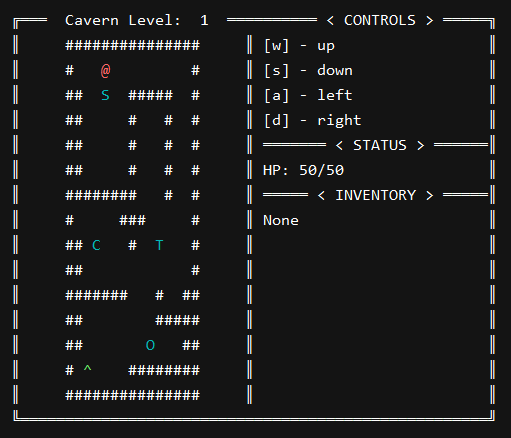 ╔═══  Cavern Level:  1  ══════════ < CONTROLS > ═════╗
║     ###############     ║ [w] - up                 ║
║     #   @         #     ║ [s] - down               ║
║     ##  S  #####  #     ║ [a] - left               ║
║     ##     #   #  #     ║ [d] - right              ║
║     ##     #   #  #     ║ ═══════ < STATUS > ══════║
║     ##     #   #  #     ║ HP: 50/50                ║
║     ########   #  #     ║ ═════ < INVENTORY > ═════║
║     #     ###     #     ║ None                     ║
║     ## C   #  T   #     ║                          ║
║     ##            #     ║                          ║
║     #######   #  ##     ║                          ║
║     ##        #####     ║                          ║
║     ##       O   ##     ║                          ║
║     # ^    ########     ║                          ║
║     ###############     ║                          ║
╚════════════════════════════════════════════════════╝